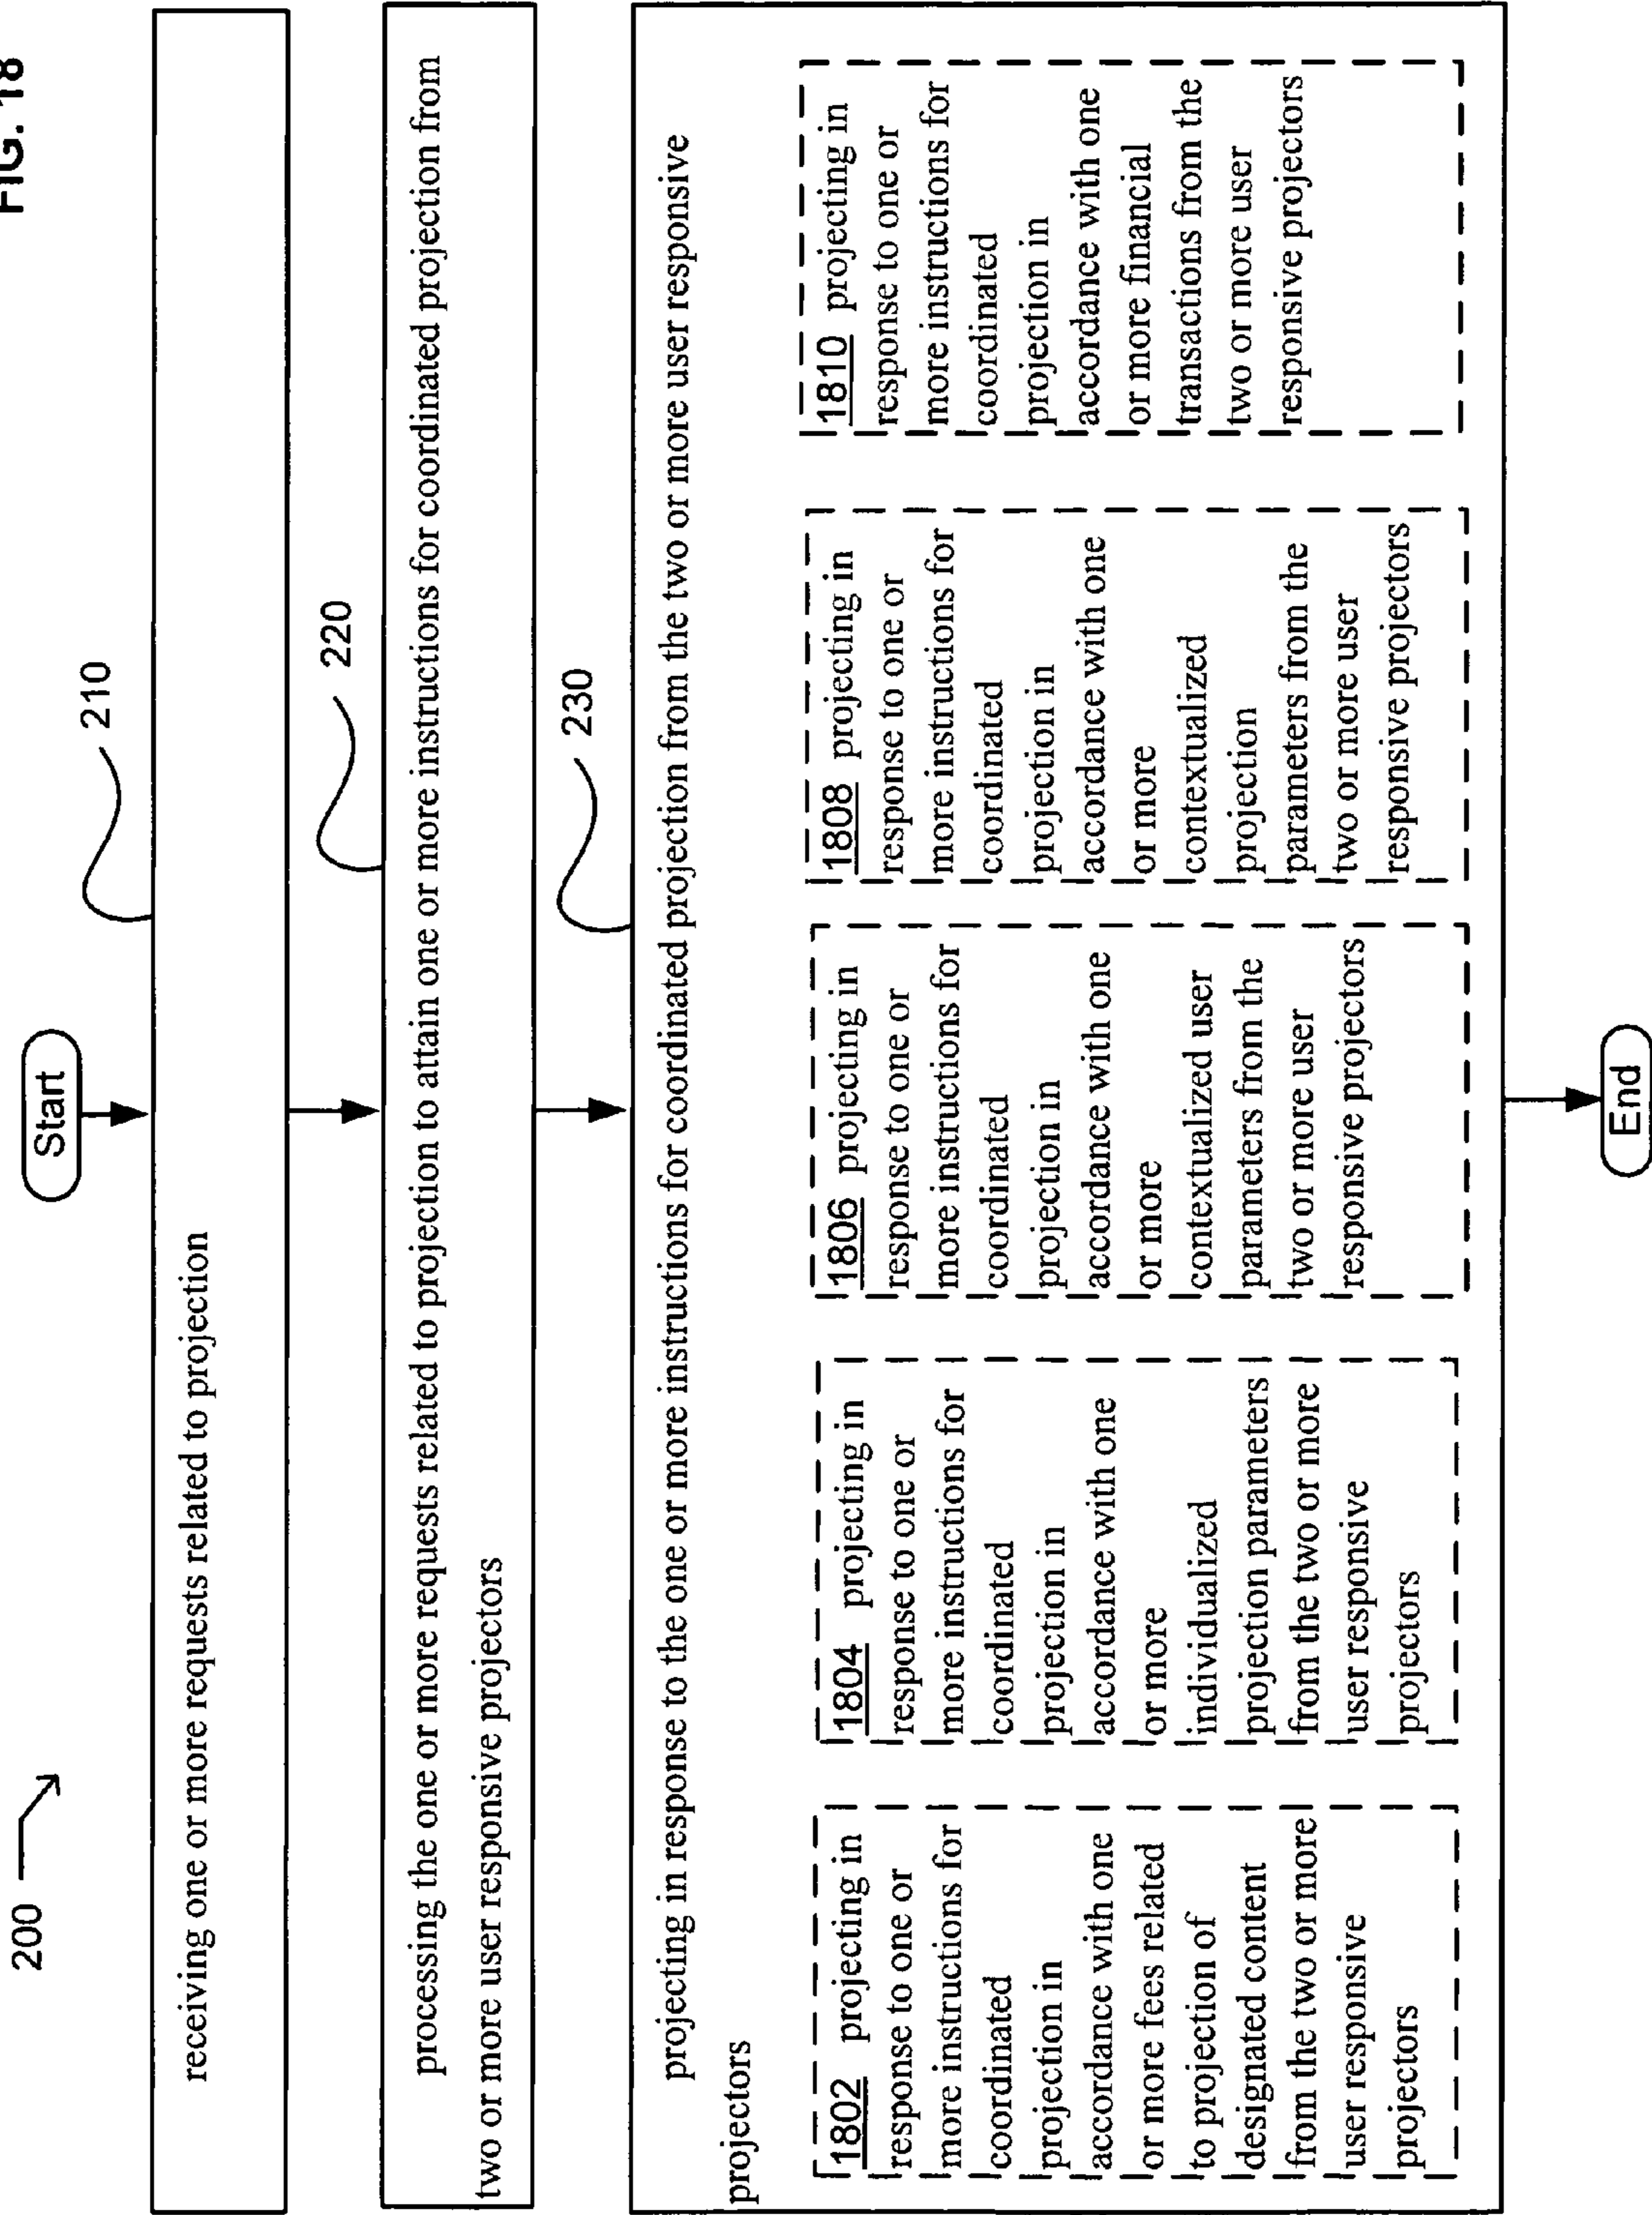 FIG. 18
200
Start
210
receiving one or more requests related to projection
220
processing the one or more requests related to projection to attain one or more instructions for coordinated projection from
two or more user responsive projectors
230
projecting in response to the one or more instructions for coordinated projection from the two or more user responsive
projectors
1802 projecting in
response to one or
more instructions for
coordinated
projection in
accordance with one
or more fees related
to projection of
designated content
from the two or more
user responsive
projectors
1804 projecting in
response to one or
more instructions for
coordinated
projection in
accordance with one
or more
individualized
projection parameters
from the two or more
user responsive
projectors
1806 projecting in
response to one or
more instructions for
coordinated
projection in
accordance with one
or more
contextualized user
parameters from the
two or more user
responsive projectors
1808 projecting in
response to one or
more instructions for
coordinated
projection in
accordance with one
or more
contextualized
projection
parameters from the
two or more user
responsive projectors
1810 projecting in
response to one or
more instructions for
coordinated
projection in
accordance with one
or more financial
transactions from the
two or more user
responsive projectors
End